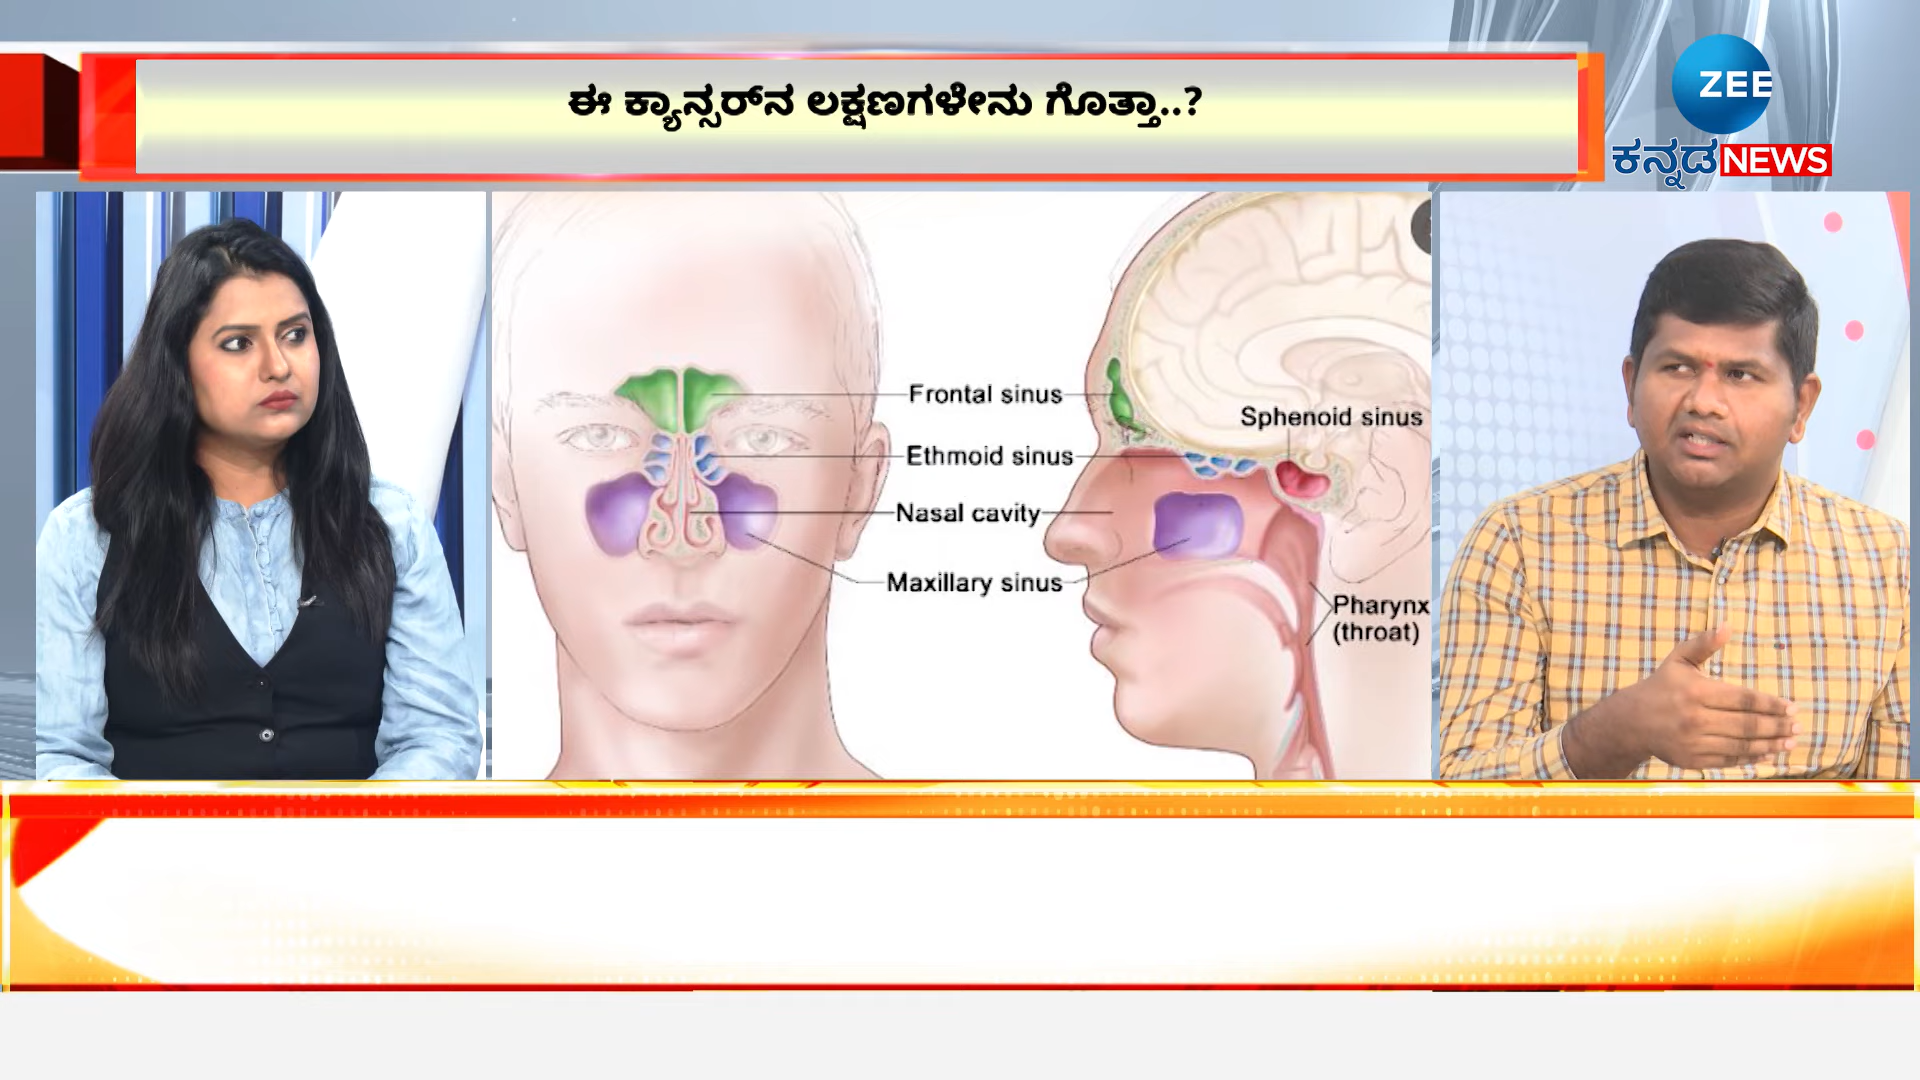 ಈ ಕ್ಯಾನ್ಸರ್‌ನ ಲಕ್ಷಣಗಳೇನು ಗೊತ್ತಾ..?
ZEE
ಕನ್ನಡ NEWS
Frontal sinus
Sphenoid sinus
Ethmoid sinus
Nasal cavity
Maxillary sinus
Pharynx
(throat)